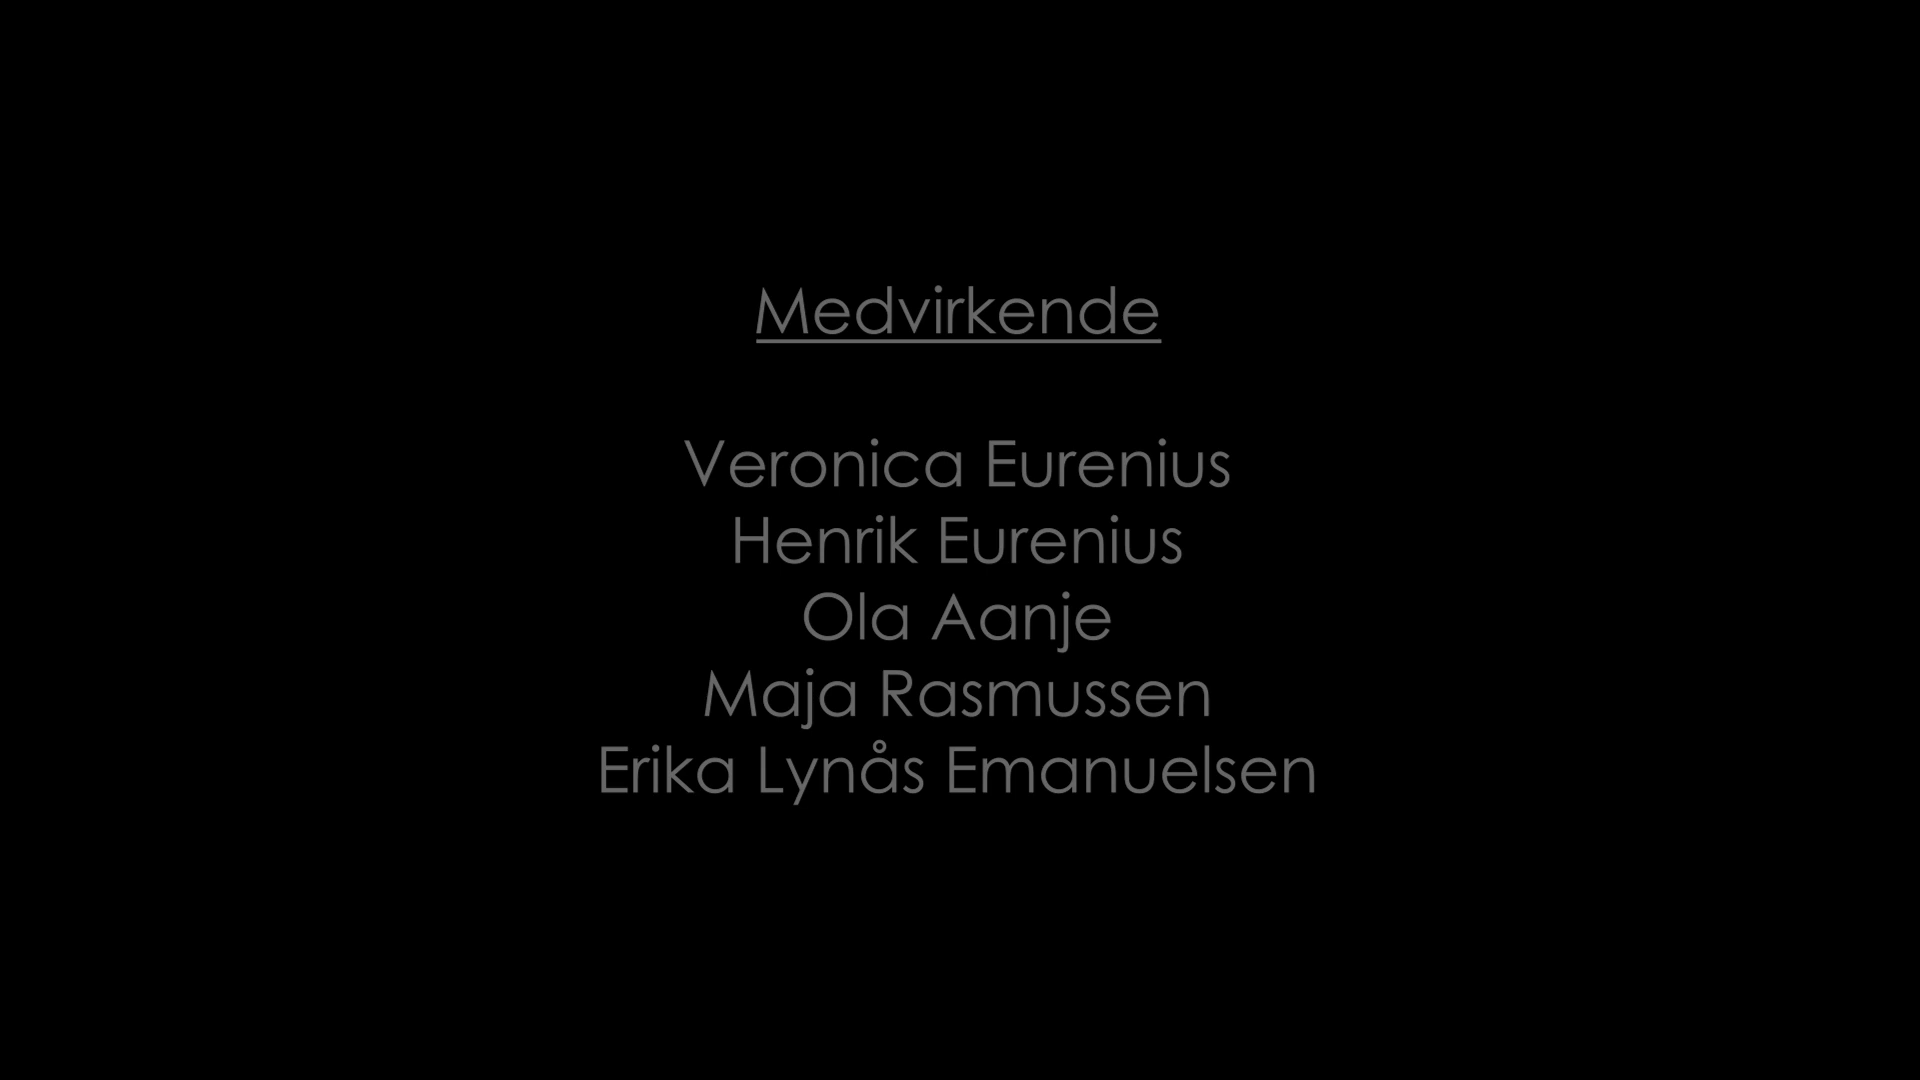 Medvirkende
Veronica Eurenius
Henrik Eurenius
Ola Aanje
Maja Rasmussen
Erika Lynås Emanuelsen